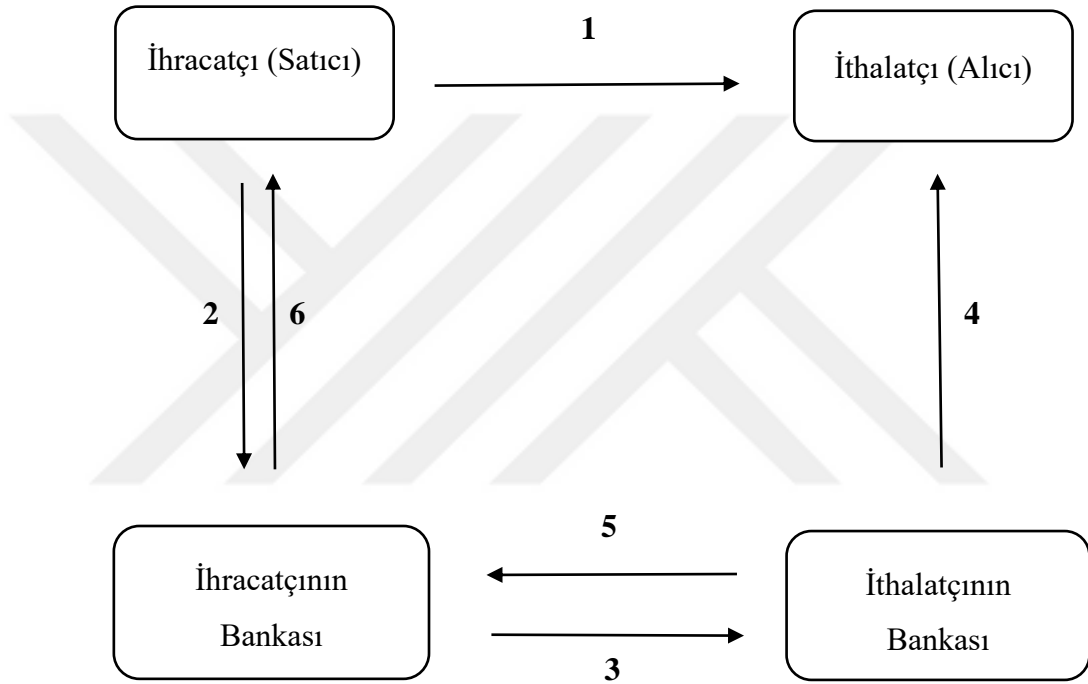 1
İhracatçı (Satıcı)
İthalatçı (Alıcı)
2
6
4
5
İhracatçının
Bankası
İthalatçının
Bankası
3